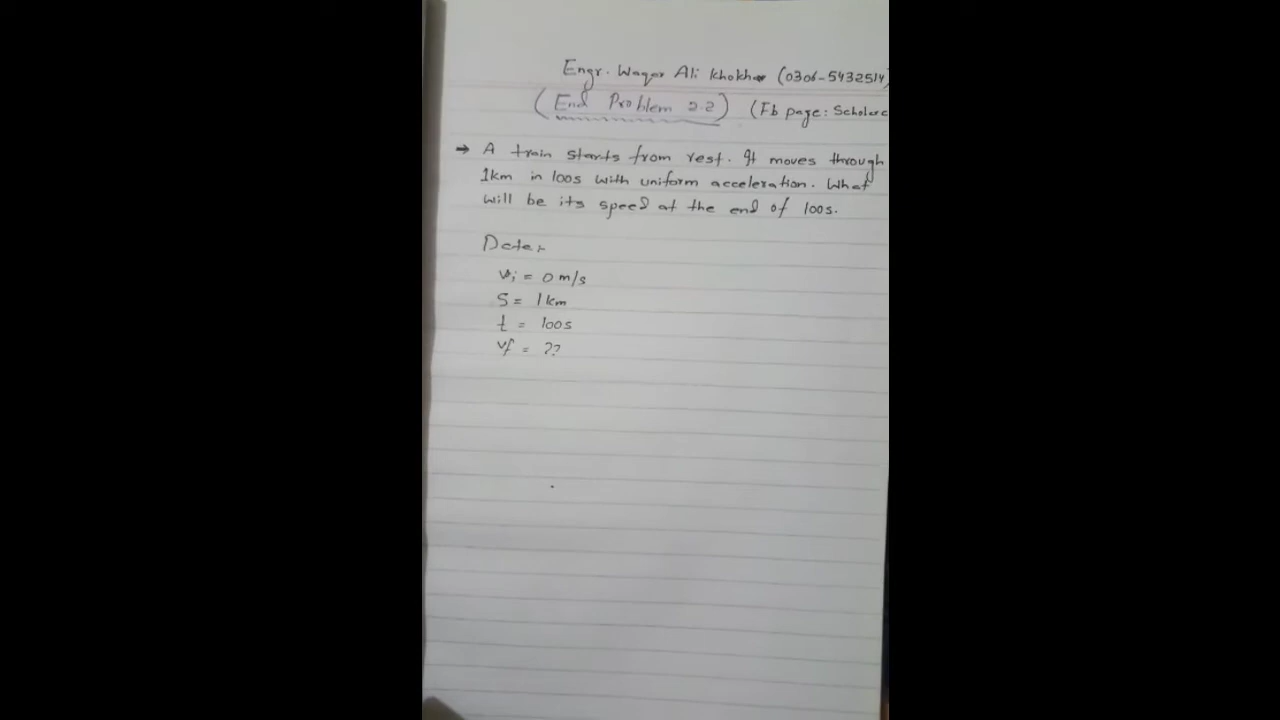 Engr. Waqar Ali Khokhar (0306-5432514)
(End Problem 2.2) (Fb page: Scholarc
→ A train starts from rest. It moves through
1km in 100s with uniform acceleration. What
will be its speed at the end of 100s.
Data:
vi = 0 m/s
S = 1km
t = 100s
vf = ??